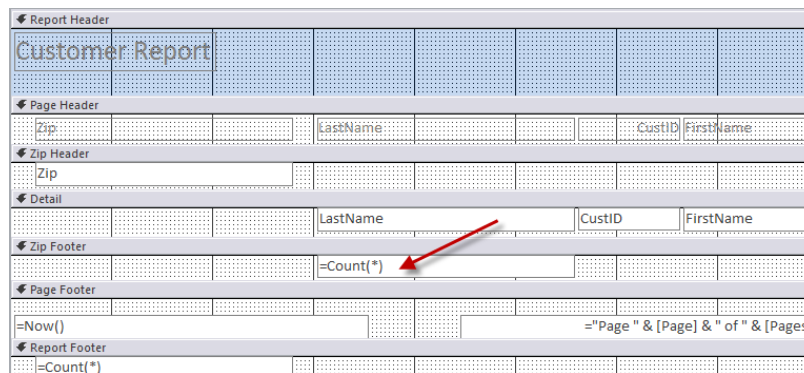 Report Header
Customer Report
Page Header
Zip LastName CustID FirstName
Zip Header
Zip
Detail
LastName CustID FirstName
Zip Footer
=Count(*)
Page Footer
=Now() ="Page " & [Page] & " of " & [Pages
Report Footer
=Count(*)